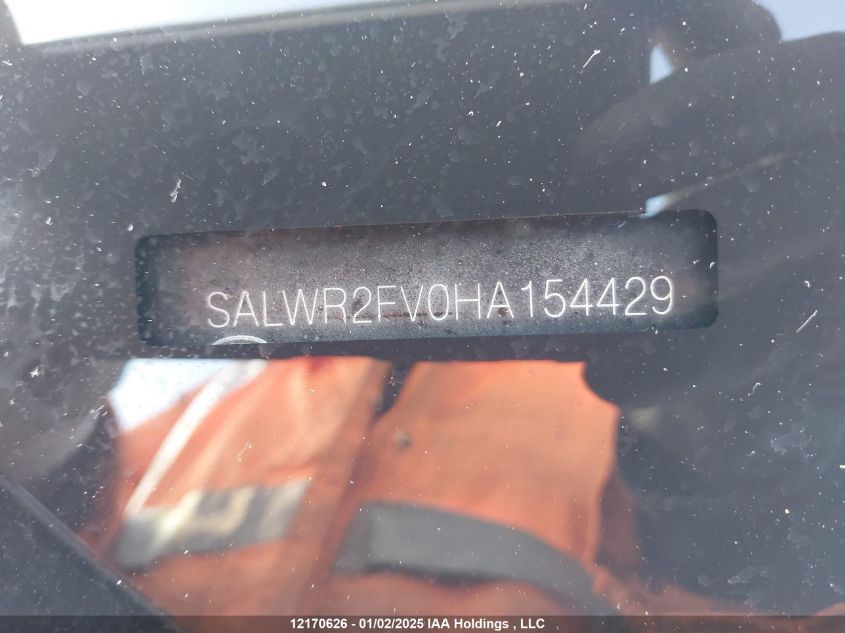 SALWR2FV0HA154429
12170626 - 01/02/2025 IAA Holdings , LLC